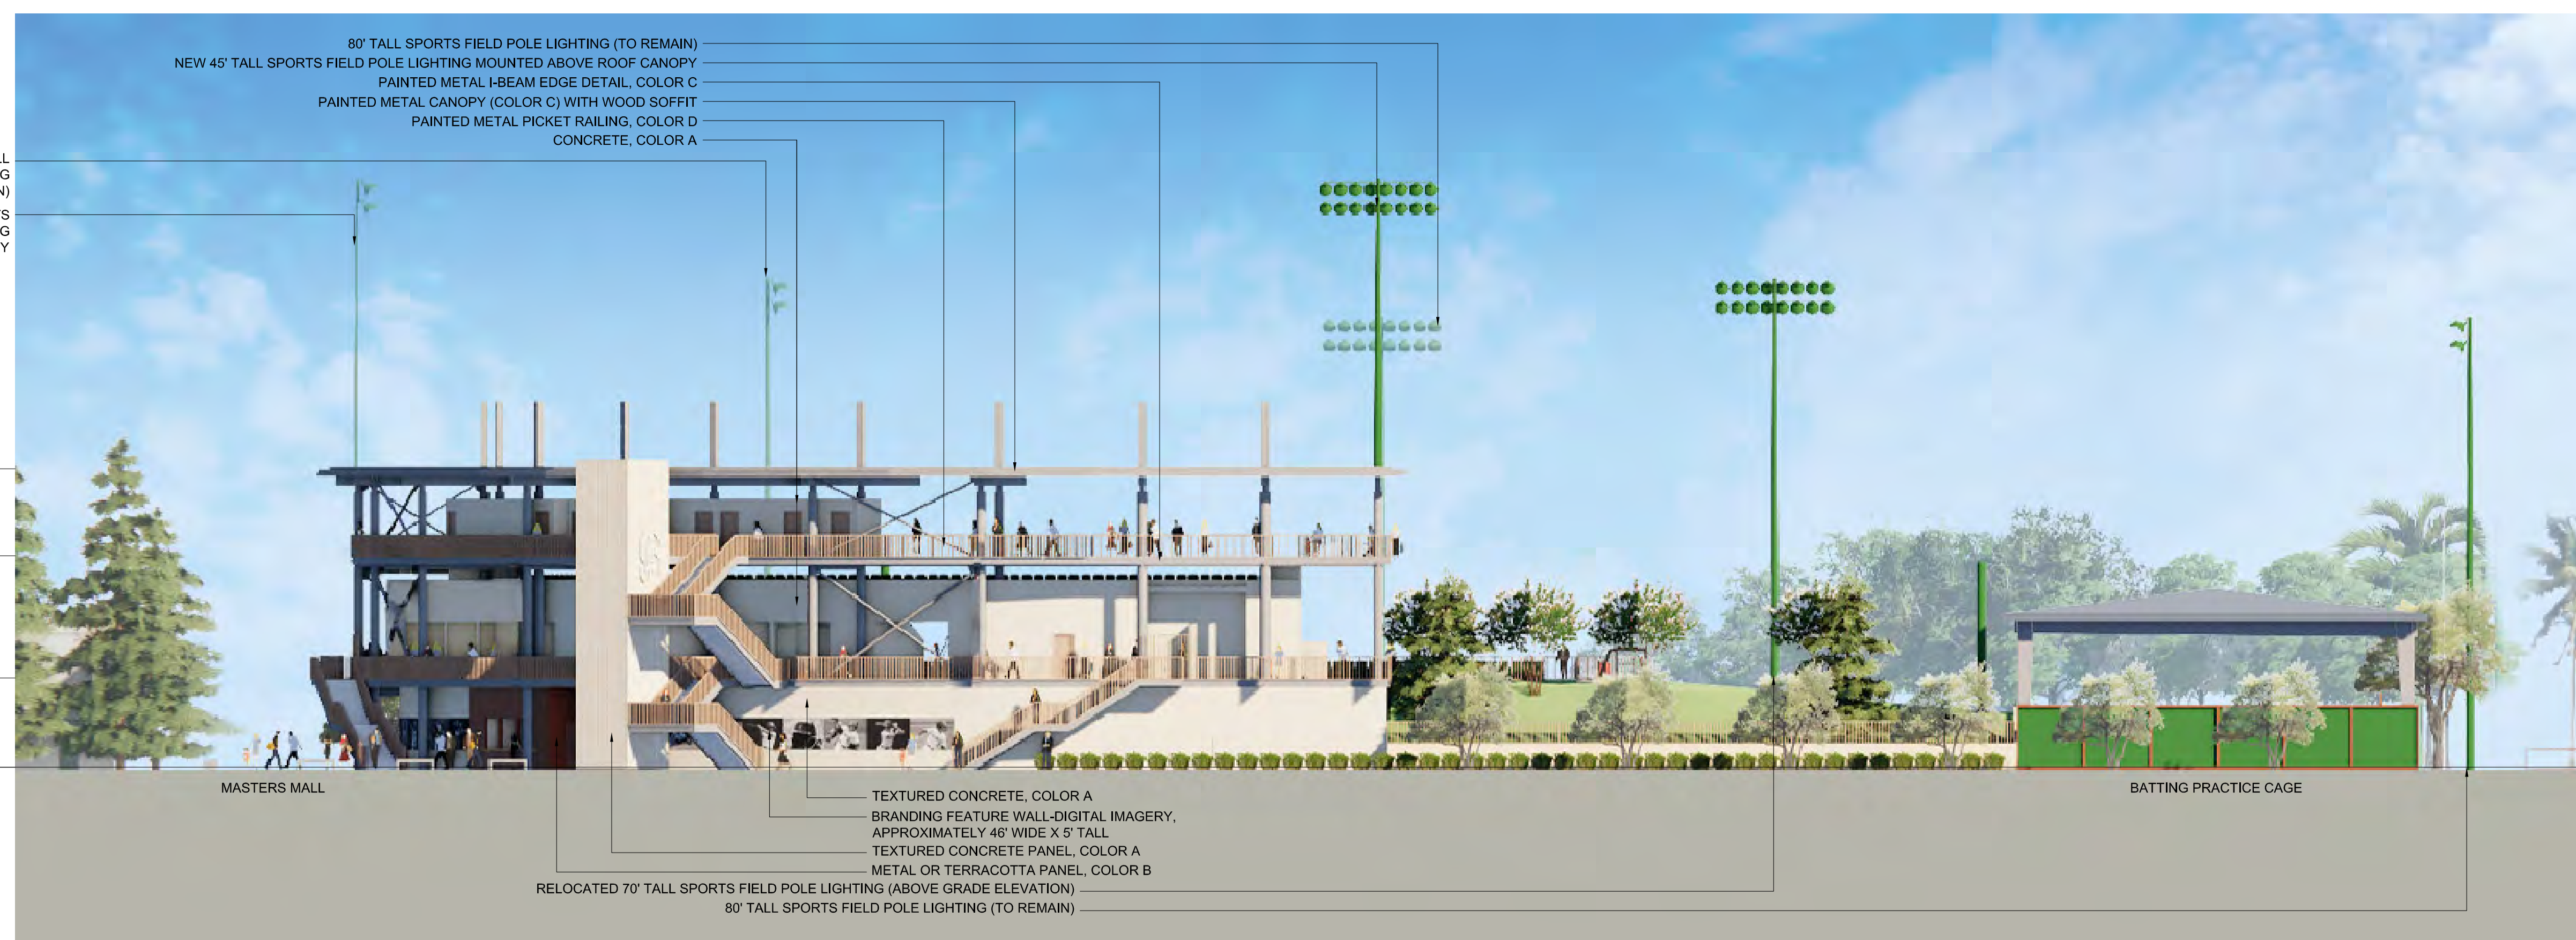 80' TALL SPORTS FIELD POLE LIGHTING (TO REMAIN)
NEW 45' TALL SPORTS FIELD POLE LIGHTING MOUNTED ABOVE ROOF CANOPY
PAINTED METAL I-BEAM EDGE DETAIL, COLOR C
PAINTED METAL CANOPY (COLOR C) WITH WOOD SOFFIT
PAINTED METAL PICKET RAILING, COLOR D
CONCRETE, COLOR A
MASTERS MALL
BATTING PRACTICE CAGE
TEXTURED CONCRETE, COLOR A
BRANDING FEATURE WALL-DIGITAL IMAGERY,
APPROXIMATELY 46' WIDE X 5' TALL
TEXTURED CONCRETE PANEL, COLOR A
METAL OR TERRACOTTA PANEL, COLOR B
RELOCATED 70' TALL SPORTS FIELD POLE LIGHTING (ABOVE GRADE ELEVATION)
80' TALL SPORTS FIELD POLE LIGHTING (TO REMAIN)